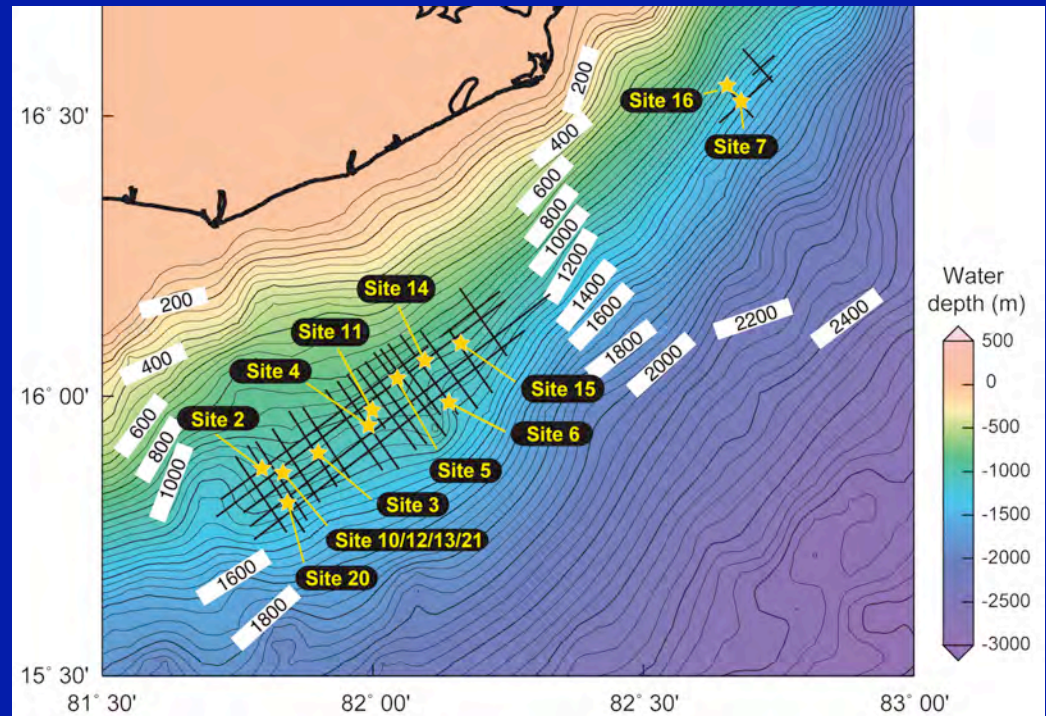 16° 30'
16° 00'
15° 30'
81° 30'
82° 00'
82° 30'
83° 00'
200
400
600
800
1000
1200
1400
1600
1800
2000
2200
2400
200
400
600
800
1000
1600
1800
Site 16
Site 7
Site 14
Site 11
Site 4
Site 2
Site 15
Site 6
Site 5
Site 3
Site 10/12/13/21
Site 20
Water
depth (m)
500
0
-500
-1000
-1500
-2000
-2500
-3000